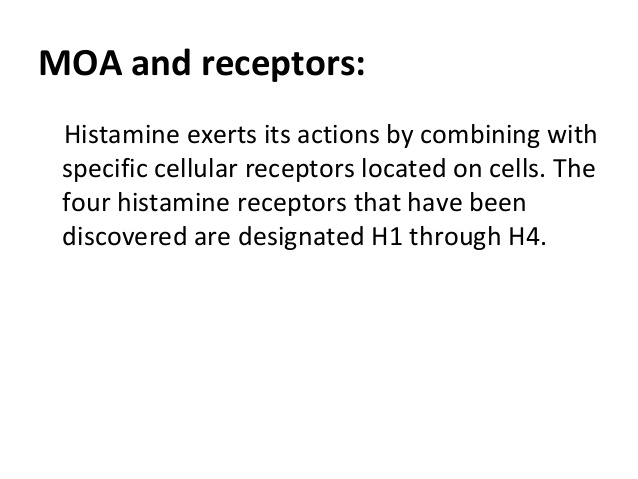 MOA and receptors:
Histamine exerts its actions by combining with
specific cellular receptors located on cells. The
four histamine receptors that have been
discovered are designated H1 through H4.